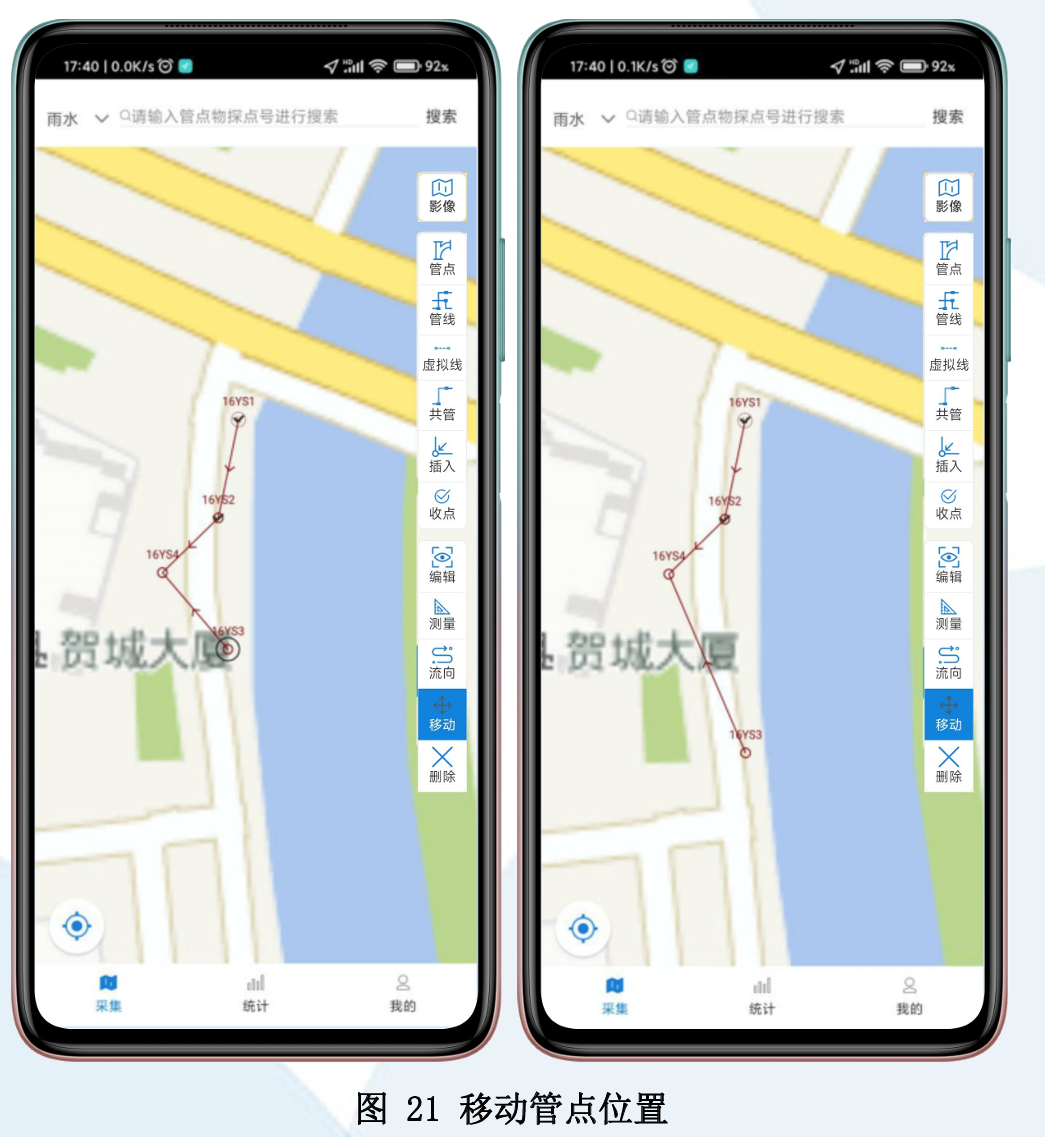 17:40 | 0.0K/s
HD
92%
雨水
请输入管点物探点号进行搜索
搜索
影像
管点
管线
虚拟线
共管
插入
收点
编辑
测量
流向
移动
删除
16YS1
16YS2
16YS4
16YS3
贺城大厦
采集
统计
我的
17:40 | 0.1K/s
HD
92%
雨水
请输入管点物探点号进行搜索
搜索
影像
管点
管线
虚拟线
共管
插入
收点
编辑
测量
流向
移动
删除
16YS1
16YS2
16YS4
贺城大厦
16YS3
采集
统计
我的
图 21 移动管点位置